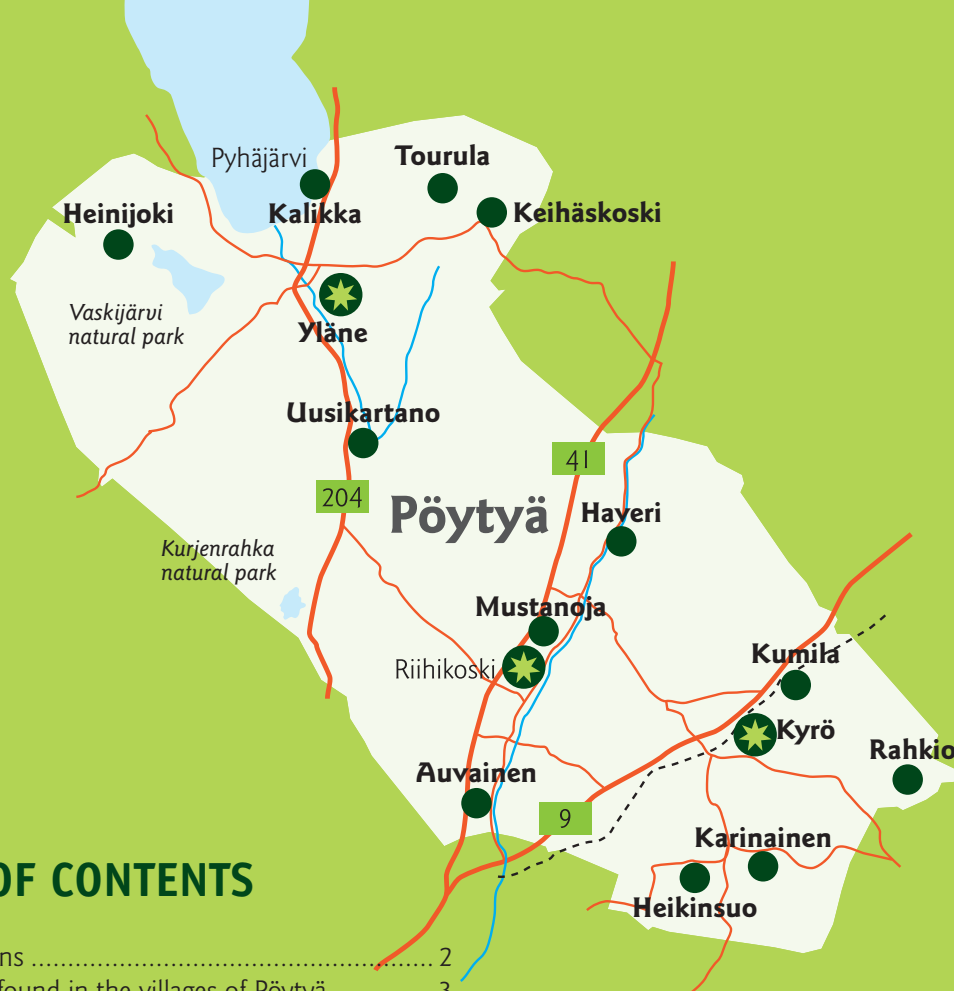 Pyhäjärvi
Tourula
Heinijoki
Kalikka
Keihäskoski
Vaskijärvi
natural park
Yläne
Uusikartano
41
204
Pöytyä
Haveri
Kurjenrahka
natural park
Mustanoja
Riihikoski
Kumila
Kyrö
Rahkio
Auvainen
9
Karinainen
OF CONTENTS
Heikinsuo
ns ...................................................... 2
found in the villages of Pöytyä ............... 3